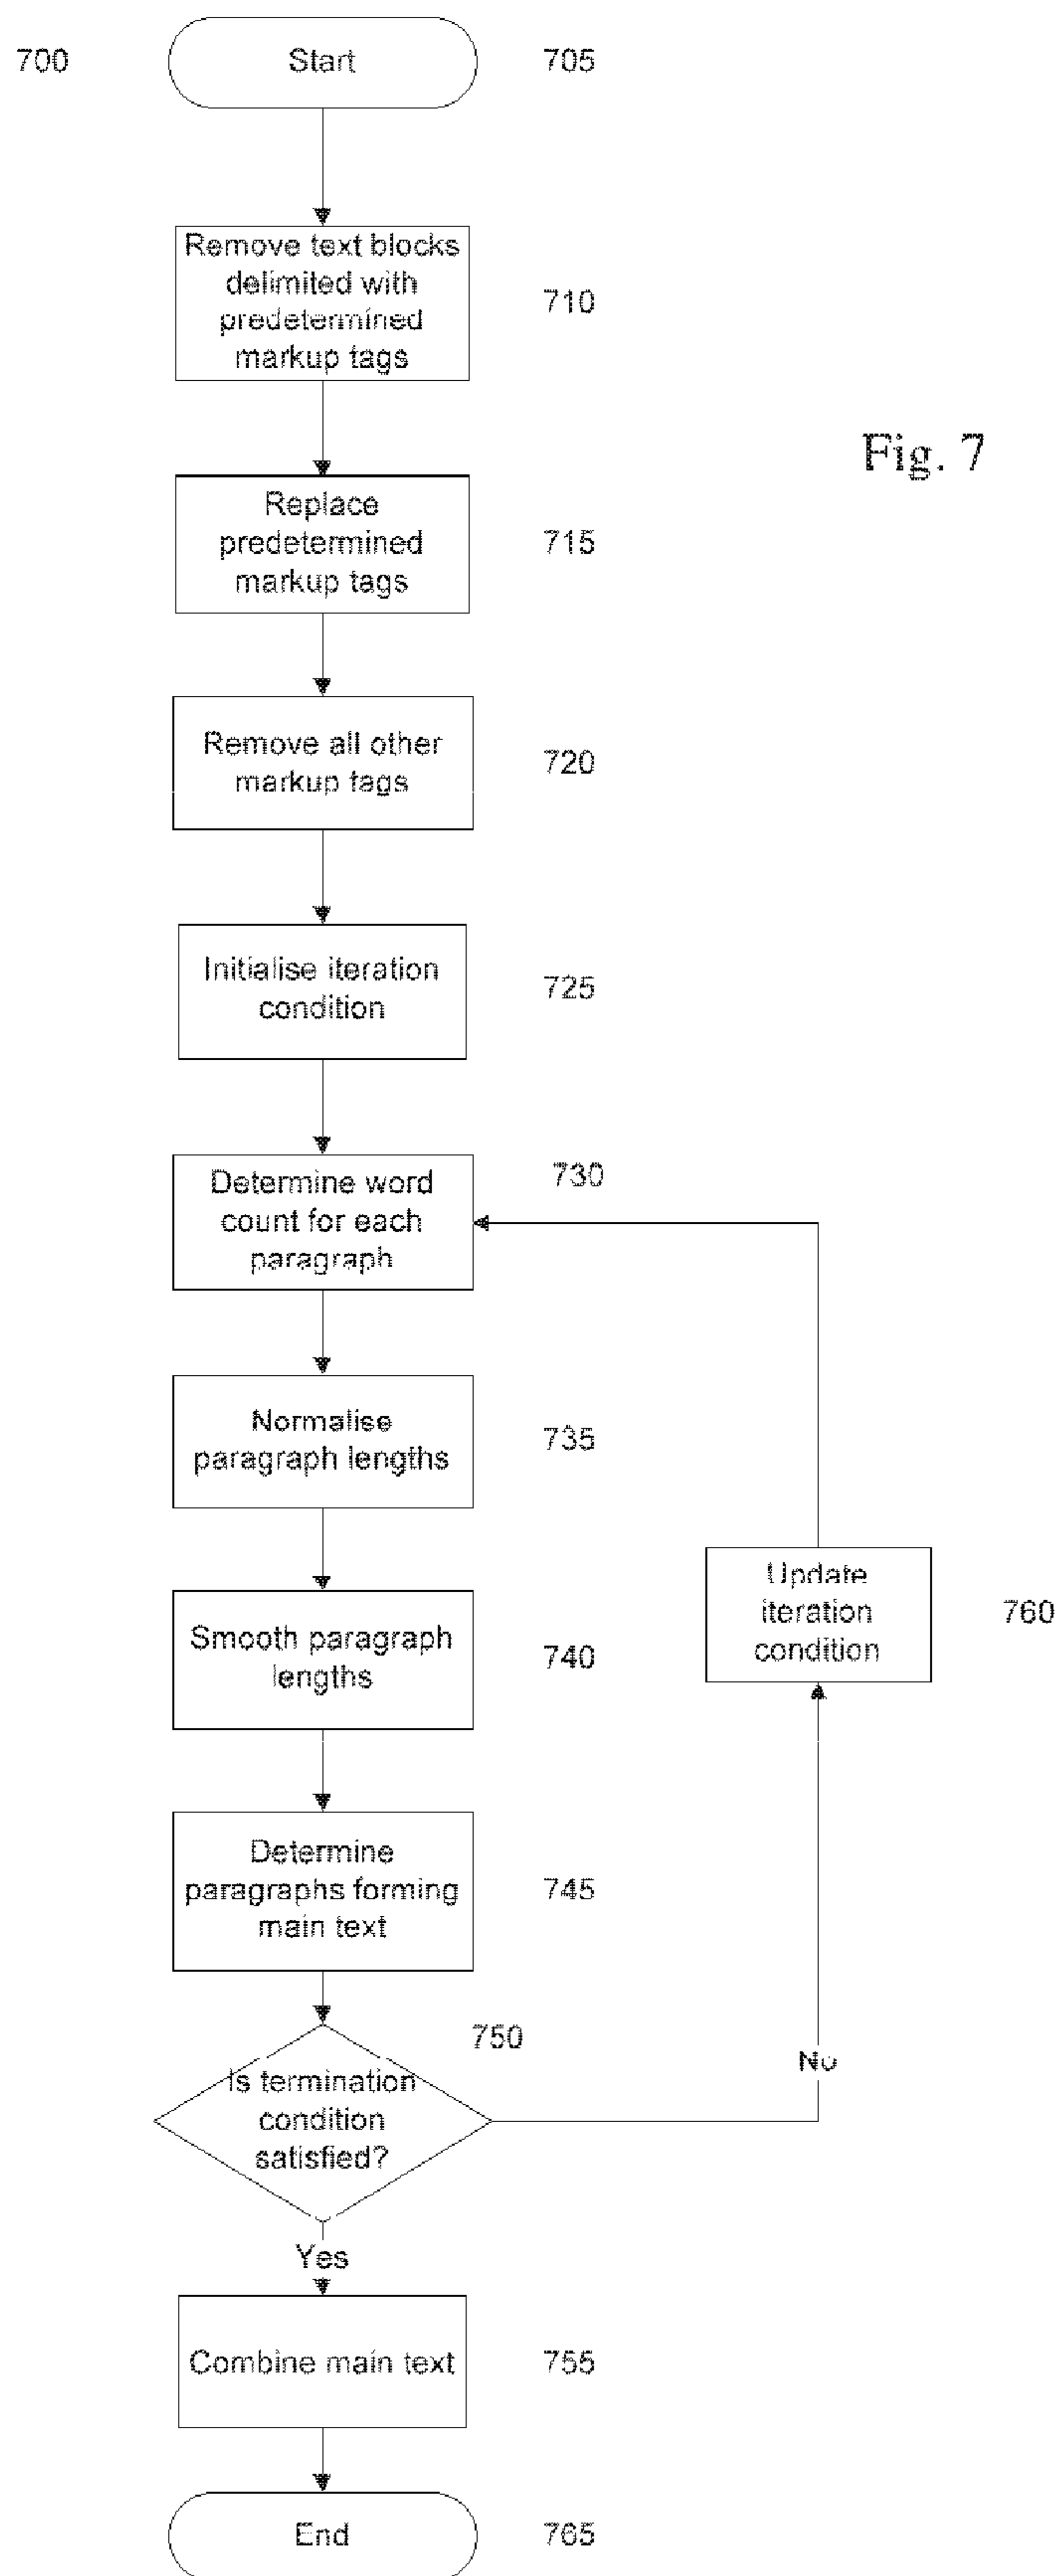 700
Start
705
Remove text blocks
delimited with
predetermined
markup tags
710
Fig. 7
Replace
predetermined
markup tags
715
Remove all other
markup tags
720
Initialise iteration
condition
725
730
Determine word
count for each
paragraph
Normalise
paragraph lengths
735
Update
iteration
condition
760
Smooth paragraph
lengths
740
Determine
paragraphs forming
main text
745
750
No
Is termination
condition
satisfied?
Yes
Combine main text
755
End
765